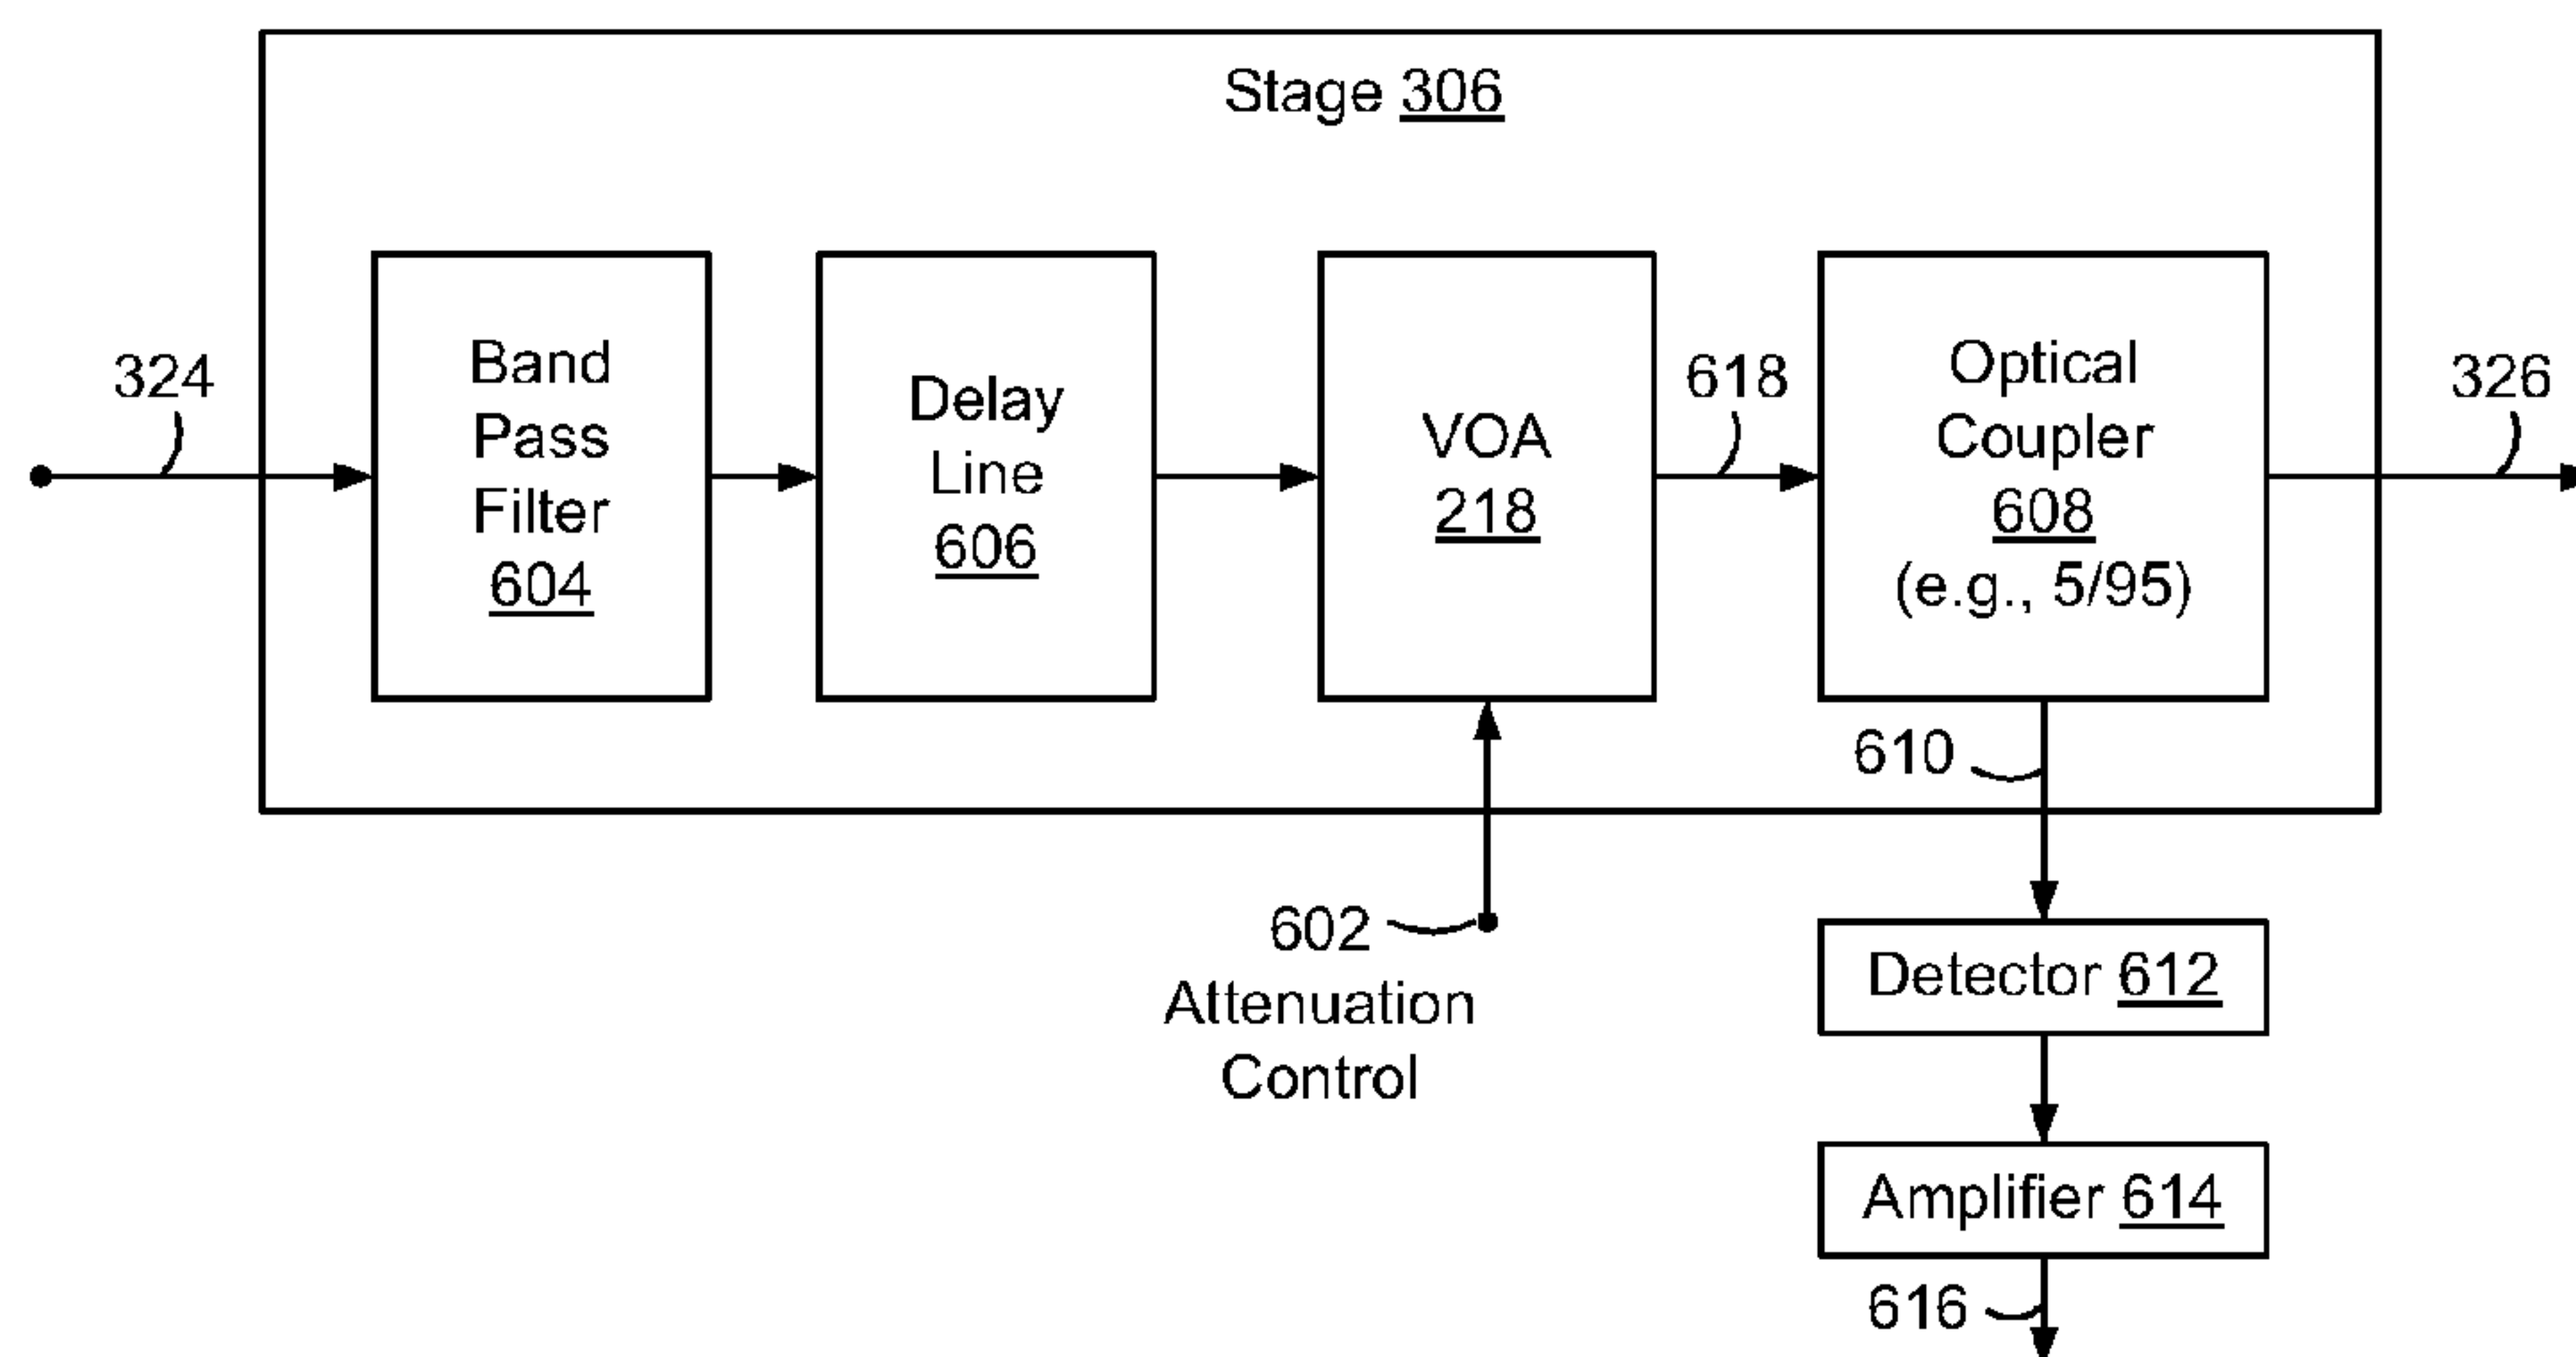 Stage 306
324
Band
Pass
Filter
604
Delay
Line
606
VOA
218
618
Optical
Coupler
608
(e.g., 5/95)
326
610
602
Attenuation
Control
Detector 612
Amplifier 614
616